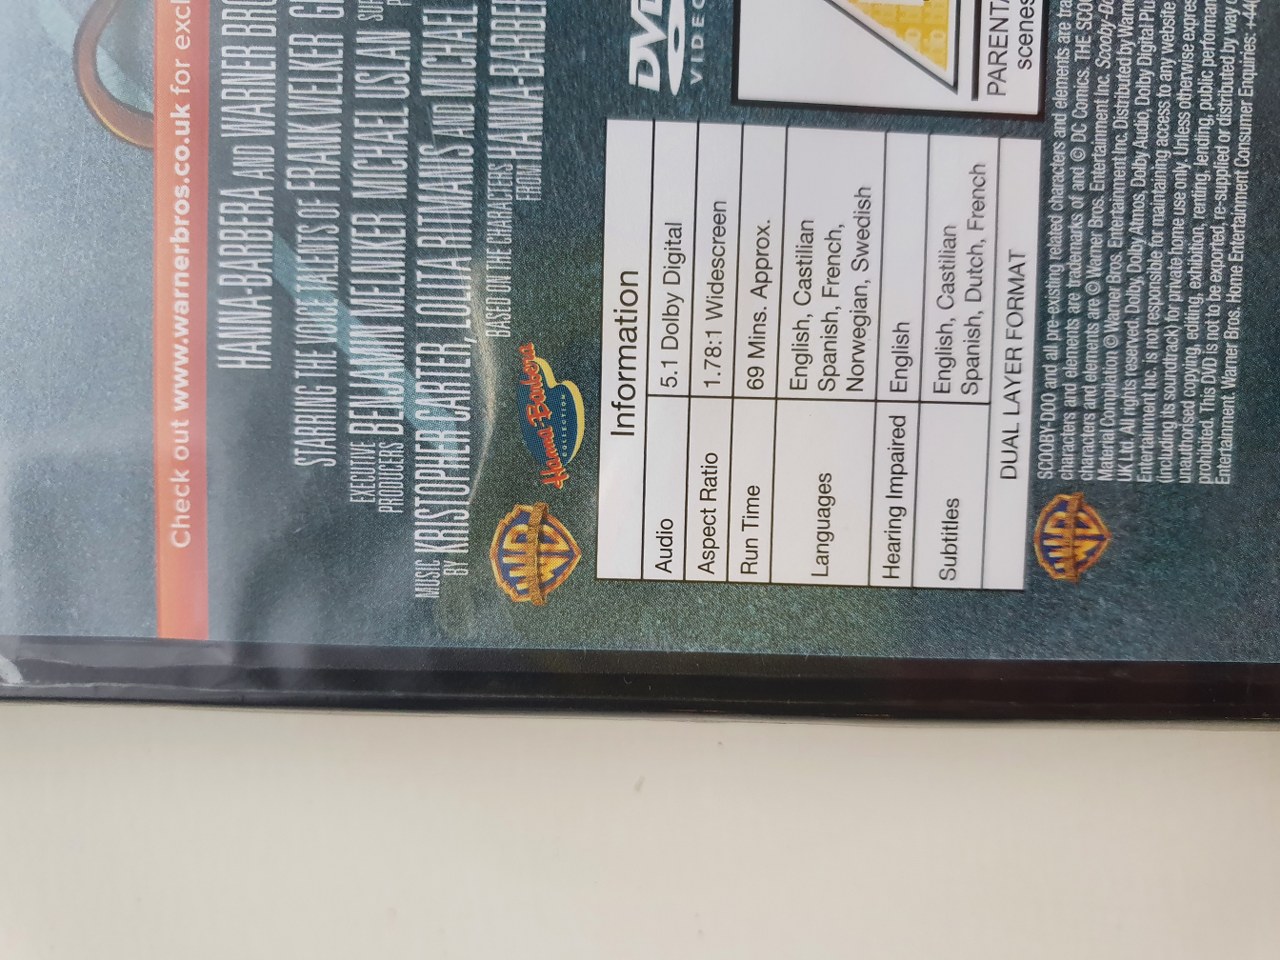 Check out www.warnerbros.co.uk for excl
HANNA-BARBERA AND WARNER BRO
STARRING THE VOICE TALENTS OF FRANK WELKER G
EXECUTIVE PRODUCERS BENJAMIN MELNIKER MICHAEL USLAN
MUSIC BY KRISTOPHER CARTER, LOLITA RITMANIS AND MICHAEL
BASED ON THE CHARACTERS FROM HANNA-BARBER
WB
Hanna-Barbera
COLLECTION
DVD
VIDEO
PARENTA
scenes
Information
Audio 5.1 Dolby Digital
Aspect Ratio 1.78:1 Widescreen
Run Time 69 Mins. Approx.
Languages English, Castilian
Spanish, French,
Norwegian, Swedish
Hearing Impaired English
Subtitles English, Castilian
Spanish, Dutch, French
DUAL LAYER FORMAT
WB
SCOOBY-DOO and all pre-existing related characters and elements are tra
characters and elements are trademarks of and © DC Comics. THE SCOO
characters and elements are © Warner Bros. Entertainment Inc. Scooby-Do
Material Compilation © Warner Bros. Entertainment Inc. Distributed by Warne
UK Ltd. All rights reserved. Dolby, Dolby Atmos, Dolby Audio, Dolby Digital Plu
Entertainment Inc. is not responsible for maintaining access to any website
(including its soundtrack) for private home use only. Unless otherwise expres
unauthorised copying, editing, exhibition, renting, lending, public performan
prohibited. This DVD is not to be exported, re-supplied or distributed by way o
Entertainment, Warner Bros. Home Entertainment Consumer Enquiries: +44(